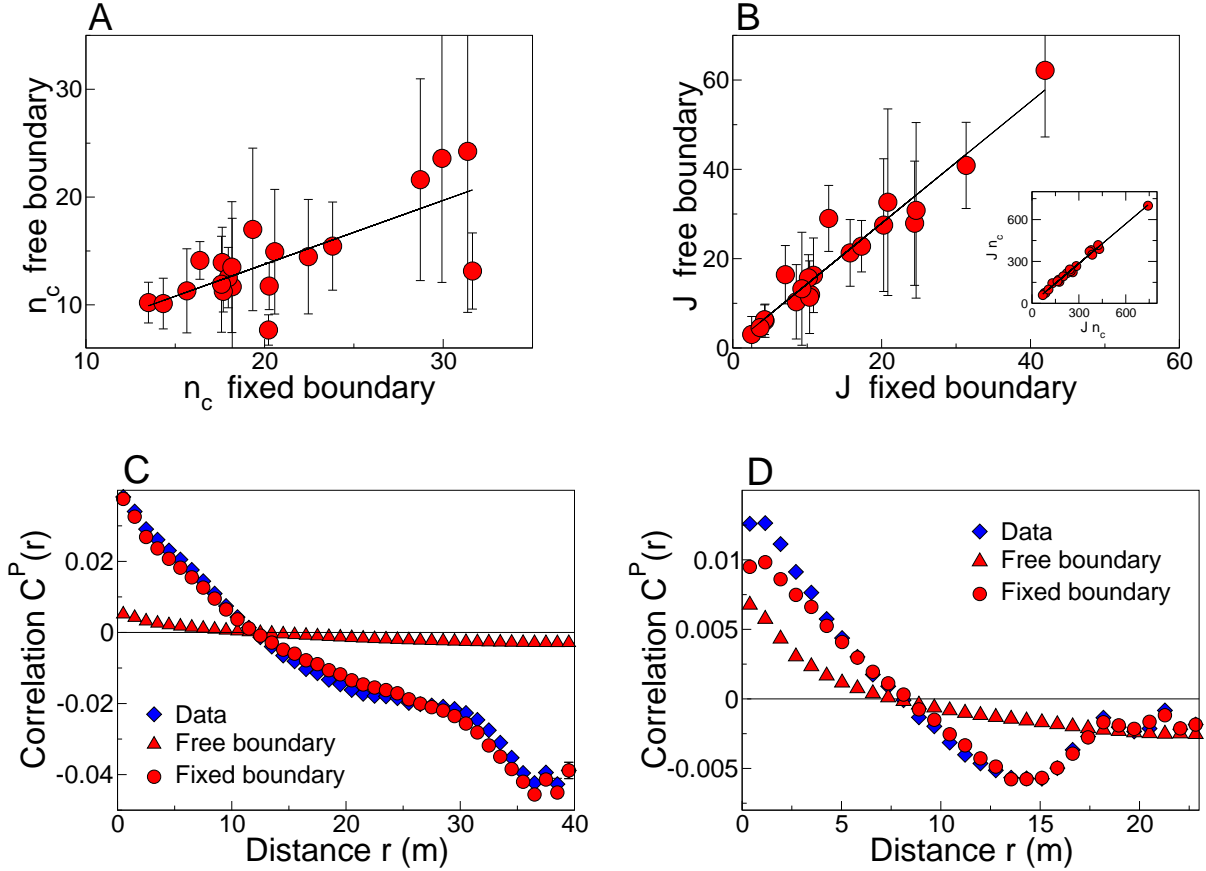 A
n_c free boundary
30
20
10
10
20
30
n_c fixed boundary
B
J free boundary
60
40
20
0
0
20
40
60
J fixed boundary
J n_c
600
300
0
0
300
600
J n_c
C
Correlation C^P(r)
0.02
0
-0.02
-0.04
Data
Free boundary
Fixed boundary
0
10
20
30
40
Distance r (m)
D
Correlation C^P(r)
0.01
0.005
0
-0.005
Data
Free boundary
Fixed boundary
0
5
10
15
20
Distance r (m)